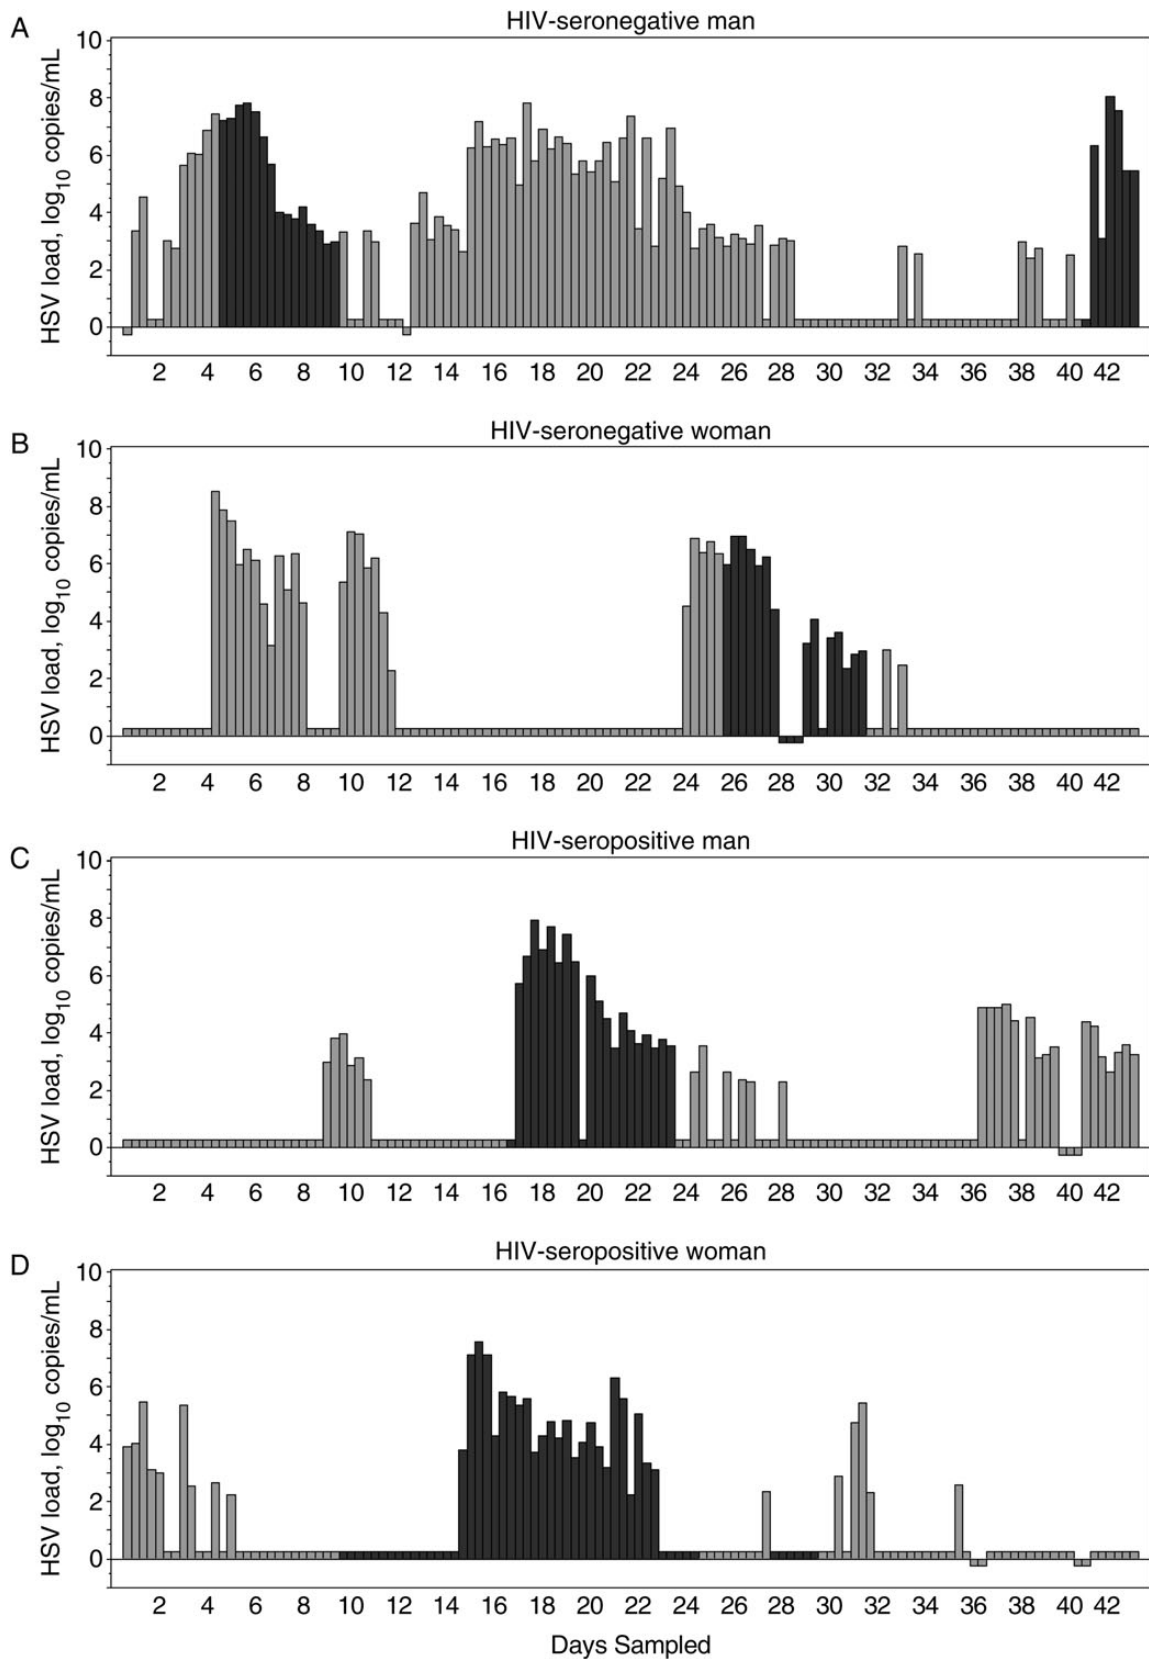 A
HIV-seronegative man
HSV load, log10 copies/mL
10
8
6
4
2
0
2 4 6 8 10 12 14 16 18 20 22 24 26 28 30 32 34 36 38 40 42
B
HIV-seronegative woman
HSV load, log10 copies/mL
10
8
6
4
2
0
2 4 6 8 10 12 14 16 18 20 22 24 26 28 30 32 34 36 38 40 42
C
HIV-seropositive man
HSV load, log10 copies/mL
10
8
6
4
2
0
2 4 6 8 10 12 14 16 18 20 22 24 26 28 30 32 34 36 38 40 42
D
HIV-seropositive woman
HSV load, log10 copies/mL
10
8
6
4
2
0
2 4 6 8 10 12 14 16 18 20 22 24 26 28 30 32 34 36 38 40 42
Days Sampled